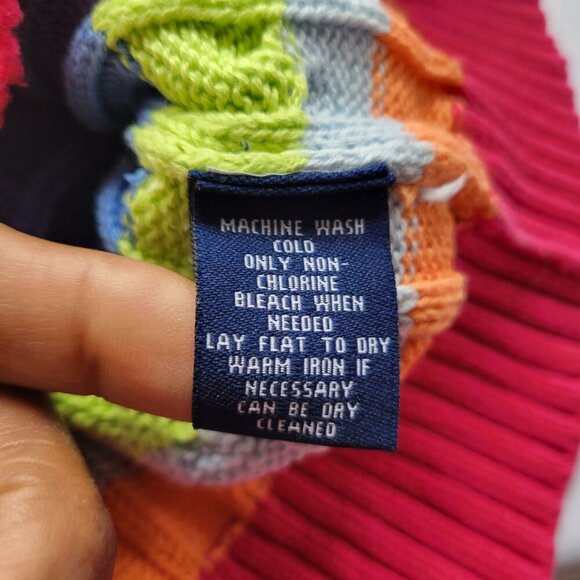 MACHINE WASH
COLD
ONLY NON-
CHLORINE
BLEACH WHEN
NEEDED
LAY FLAT TO DRY
WARM IRON IF
NECESSARY
CAN BE DRY
CLEANED